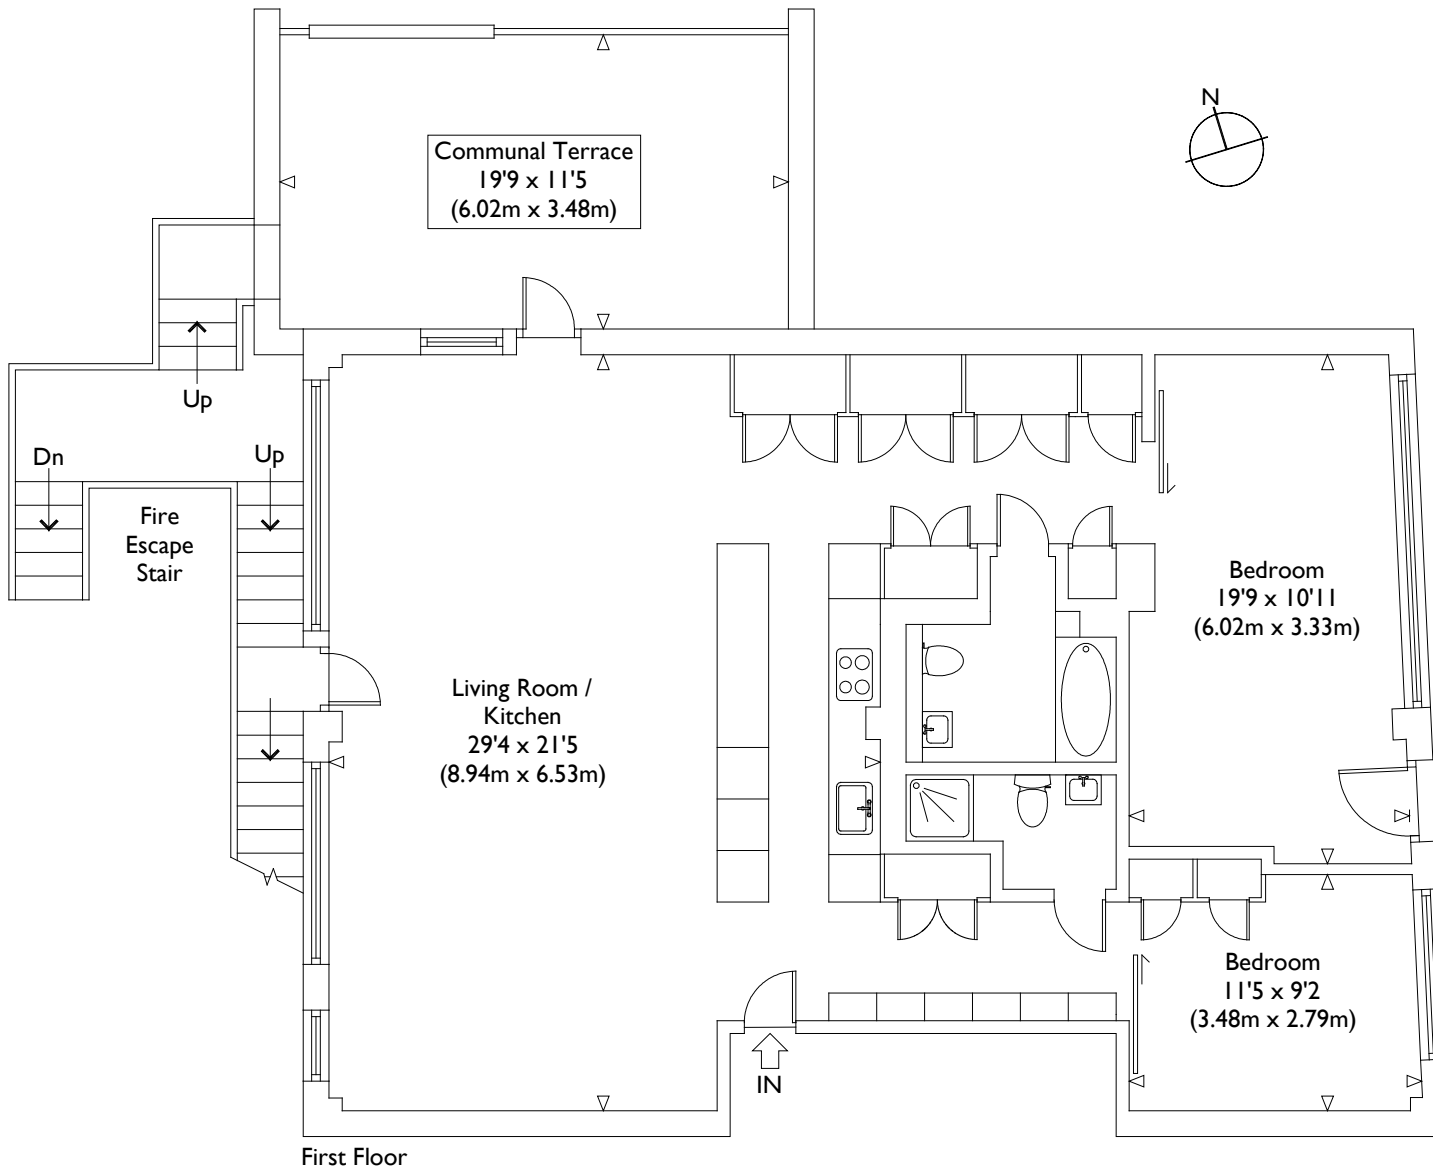 N
Communal Terrace
19'9 x 11'5
(6.02m x 3.48m)
Up
Dn
Up
Fire
Escape
Stair
Bedroom
19'9 x 10'11
(6.02m x 3.33m)
Living Room /
Kitchen
29'4 x 21'5
(8.94m x 6.53m)
Bedroom
11'5 x 9'2
(3.48m x 2.79m)
IN
First Floor